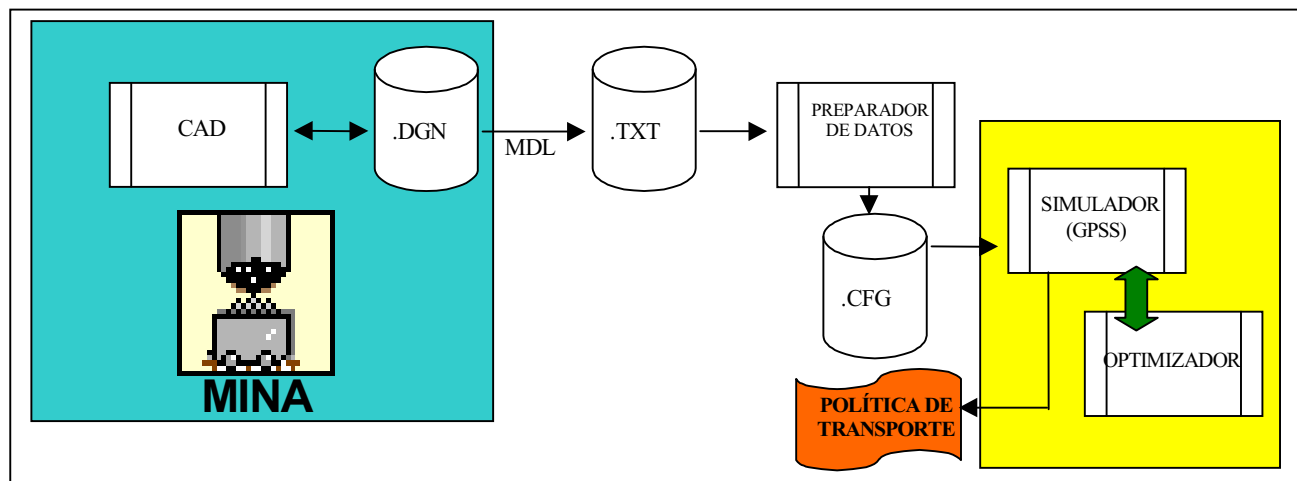 CAD
.DGN
MDL
.TXT
PREPARADOR
DE DATOS
SIMULADOR
(GPSS)
.CFG
OPTIMIZADOR
MINA
POLÍTICA DE
TRANSPORTE